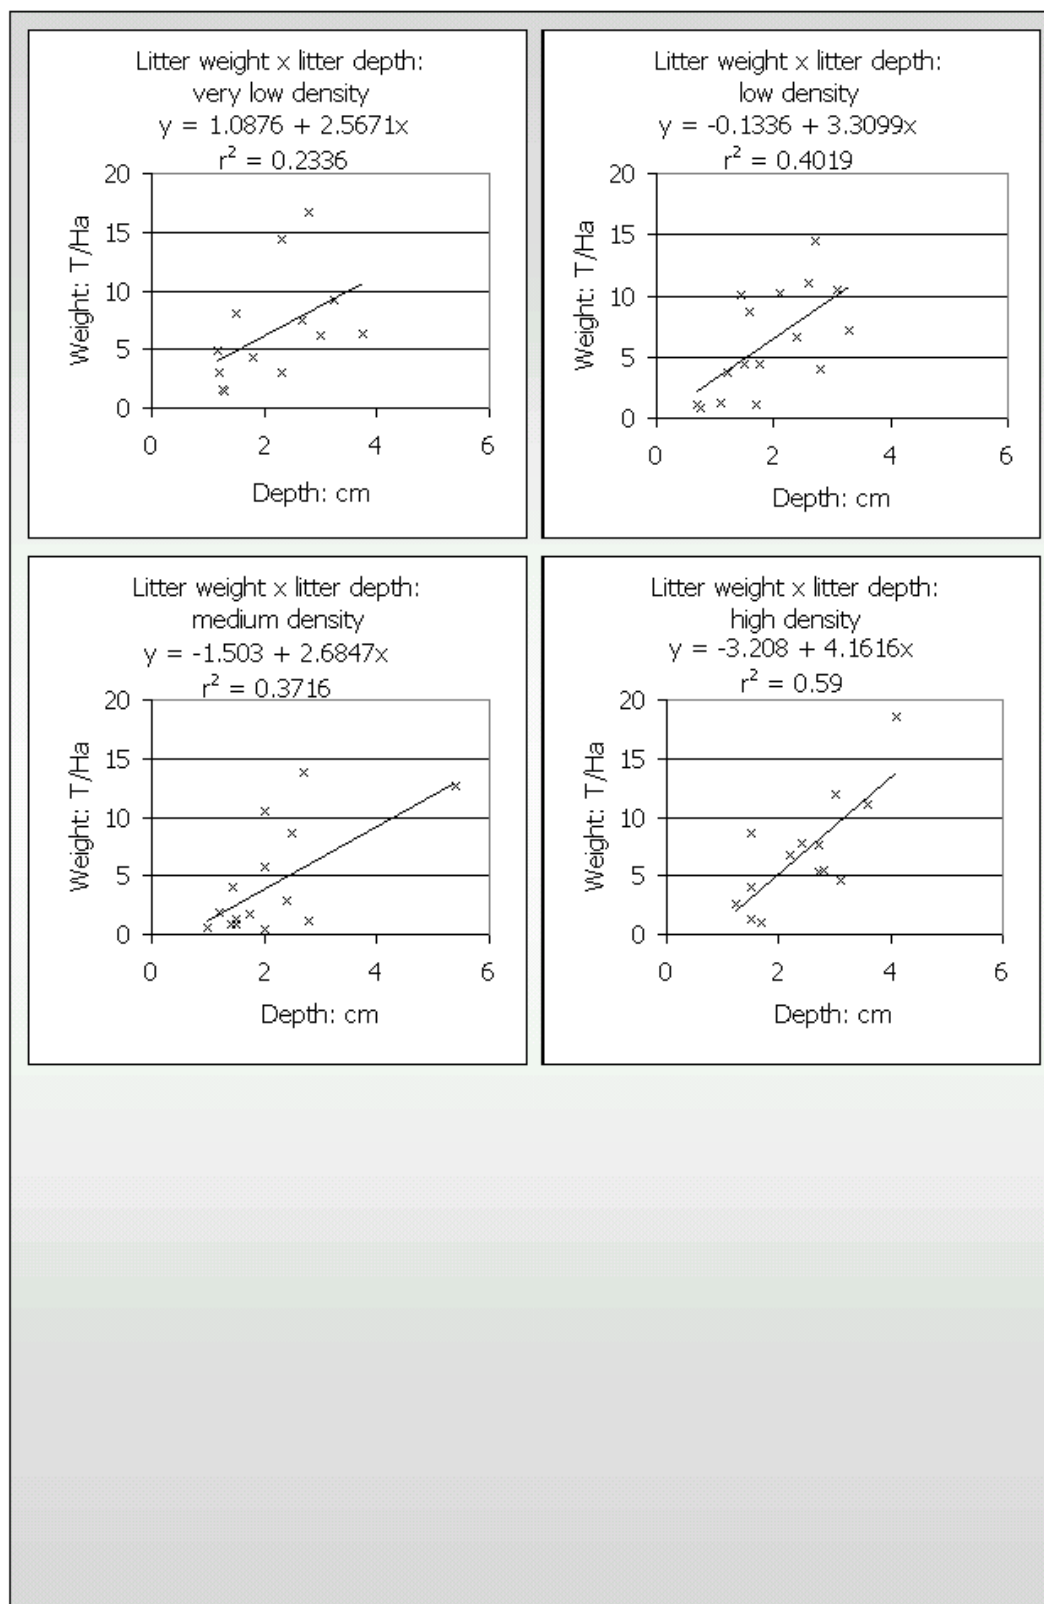 Litter weight x litter depth:
very low density
y = 1.0876 + 2.5671x
r² = 0.2336
20
15
10
5
0
0 2 4 6
Weight: T/Ha
Depth: cm
Litter weight x litter depth:
low density
y = -0.1336 + 3.3099x
r² = 0.4019
20
15
10
5
0
0 2 4 6
Weight: T/Ha
Depth: cm
Litter weight x litter depth:
medium density
y = -1.503 + 2.6847x
r² = 0.3716
20
15
10
5
0
0 2 4 6
Weight: T/Ha
Depth: cm
Litter weight x litter depth:
high density
y = -3.208 + 4.1616x
r² = 0.59
20
15
10
5
0
0 2 4 6
Weight: T/Ha
Depth: cm